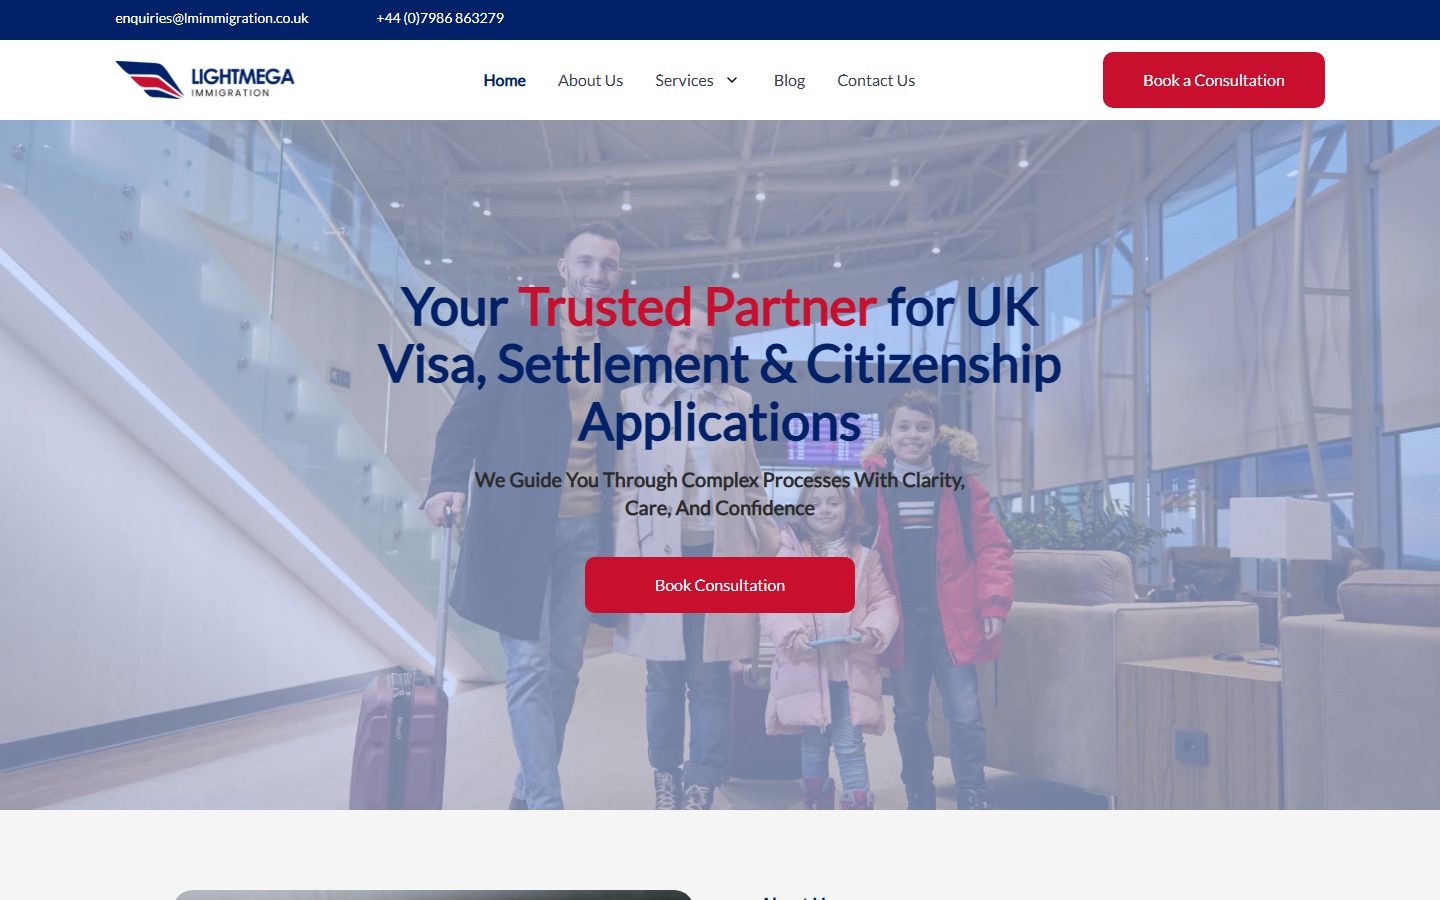 enquiries@lmimmigration.co.uk +44 (0)7986 863279
LIGHTMEGA
IMMIGRATION
Home About Us Services Blog Contact Us Book a Consultation
Your Trusted Partner for UK
Visa, Settlement & Citizenship
Applications
We Guide You Through Complex Processes With Clarity,
Care, And Confidence
Book Consultation